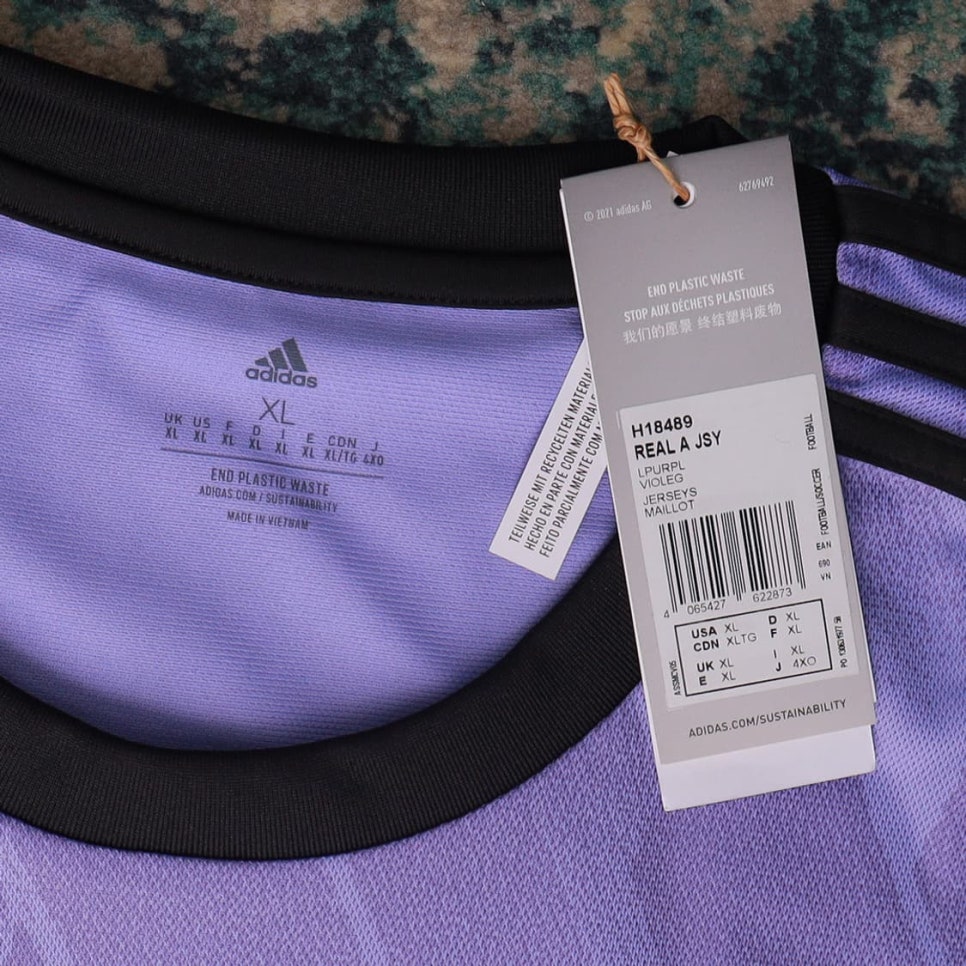 adidas
XL
UK US F D I E CDN J
XL XL XL XL XL XL XL/TG 4XO
END PLASTIC WASTE
ADIDAS.COM / SUSTAINABILITY
MADE IN VIETNAM
TEILWEISE MIT RECYCELTEN MATERIAL
HECHO EN PARTE CON MATERIALE
FEITO PARCIALMENTE COM
© 2021 adidas AG
62769492
END PLASTIC WASTE
STOP AUX DÉCHETS PLASTIQUES
我们的愿景 终结塑料废物
H18489
REAL A JSY
LPURPL
VIOLEG
JERSEYS
MAILLOT
FOOTBALL
FOOTBALL/SOCCER
EAN
690
VN
4 065427 622873
USA XL D XL
CDN XLTG F XL
UK XL I XL
E XL J 4XO
ADIDAS.COM/SUSTAINABILITY